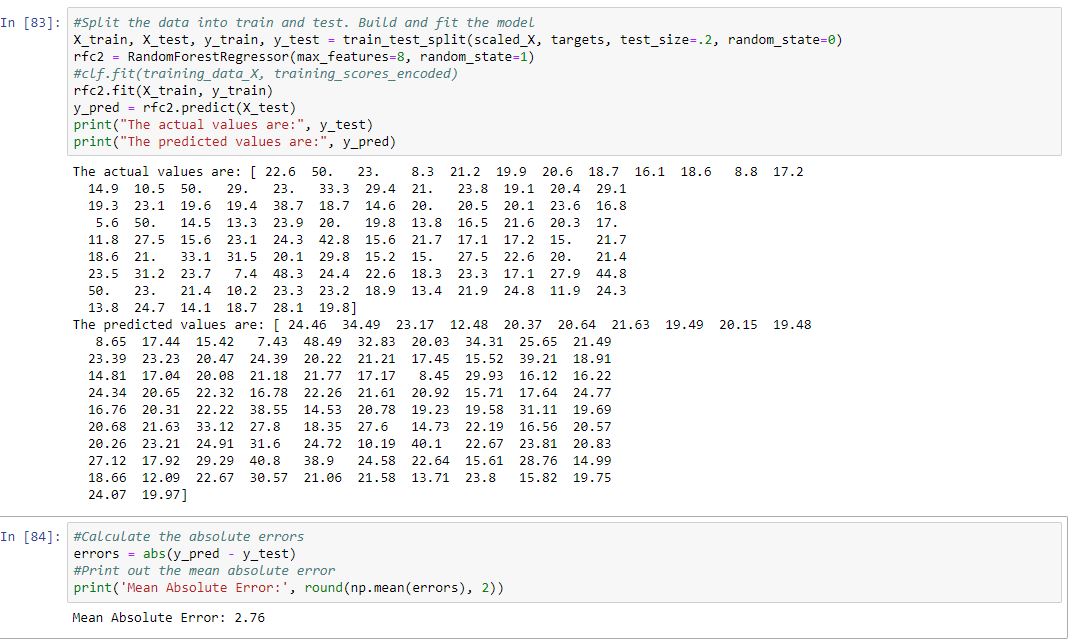 In [83]: #Split the data into train and test. Build and fit the model
X_train, X_test, y_train, y_test = train_test_split(scaled_X, targets, test_size=.2, random_state=0)
rfc2 = RandomForestRegressor(max_features=8, random_state=1)
#clf.fit(training_data_X, training_scores_encoded)
rfc2.fit(X_train, y_train)
y_pred = rfc2.predict(X_test)
print("The actual values are:", y_test)
print("The predicted values are:", y_pred)
The actual values are: [ 22.6 50. 23. 8.3 21.2 19.9 20.6 18.7 16.1 18.6 8.8 17.2
14.9 10.5 50. 29. 23. 33.3 29.4 21. 23.8 19.1 20.4 29.1
19.3 23.1 19.6 19.4 38.7 18.7 14.6 20. 20.5 20.1 23.6 16.8
5.6 50. 14.5 13.3 23.9 20. 19.8 13.8 16.5 21.6 20.3 17.
11.8 27.5 15.6 23.1 24.3 42.8 15.6 21.7 17.1 17.2 15. 21.7
18.6 21. 33.1 31.5 20.1 29.8 15.2 15. 27.5 22.6 20. 21.4
23.5 31.2 23.7 7.4 48.3 24.4 22.6 18.3 23.3 17.1 27.9 44.8
50. 23. 21.4 10.2 23.3 23.2 18.9 13.4 21.9 24.8 11.9 24.3
13.8 24.7 14.1 18.7 28.1 19.8]
The predicted values are: [ 24.46 34.49 23.17 12.48 20.37 20.64 21.63 19.49 20.15 19.48
8.65 17.44 15.42 7.43 48.49 32.83 20.03 34.31 25.65 21.49
23.39 23.23 20.47 24.39 20.22 21.21 17.45 15.52 39.21 18.91
14.81 17.04 20.08 21.18 21.77 17.17 8.45 29.93 16.12 16.22
24.34 20.65 22.32 16.78 22.26 21.61 20.92 15.71 17.64 24.77
16.76 20.31 22.22 38.55 14.53 20.78 19.23 19.58 31.11 19.69
20.68 21.63 33.12 27.8 18.35 27.6 14.73 22.19 16.56 20.57
20.26 23.21 24.91 31.6 24.72 10.19 40.1 22.67 23.81 20.83
27.12 17.92 29.29 40.8 38.9 24.58 22.64 15.61 28.76 14.99
18.66 12.09 22.67 30.57 21.06 21.58 13.71 23.8 15.82 19.75
24.07 19.97]
In [84]: #Calculate the absolute errors
errors = abs(y_pred - y_test)
#Print out the mean absolute error
print('Mean Absolute Error:', round(np.mean(errors), 2))
Mean Absolute Error: 2.76